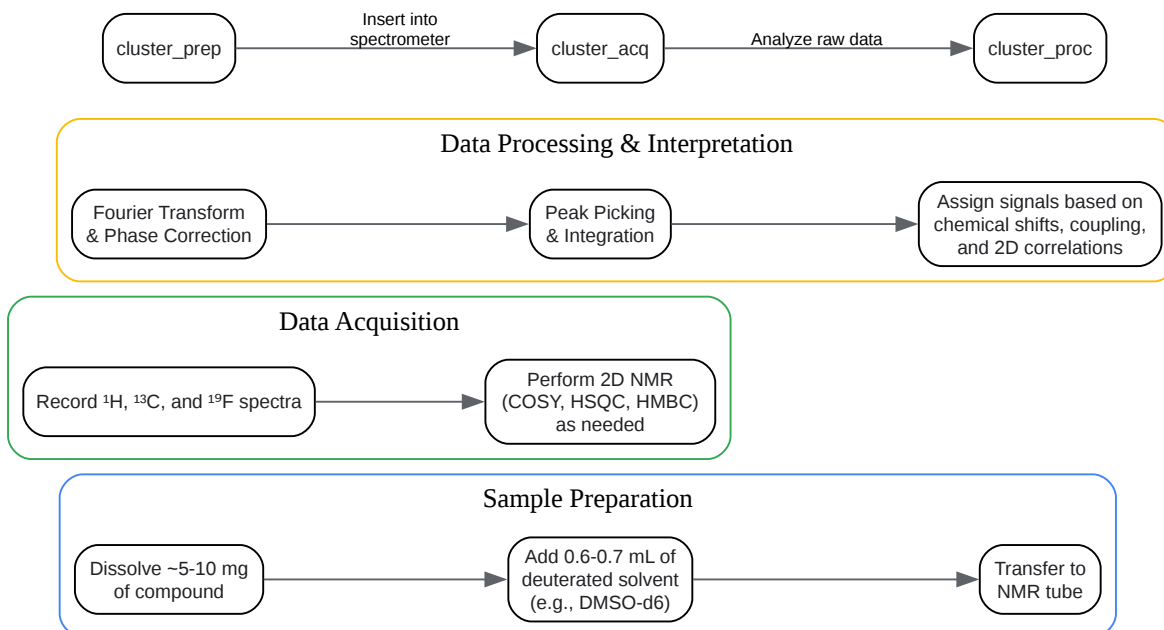 cluster_prep
Insert into
spectrometer
cluster_acq
Analyze raw data
cluster_proc
Data Processing & Interpretation
Fourier Transform
& Phase Correction
Peak Picking
& Integration
Assign signals based on
chemical shifts, coupling,
and 2D correlations
Data Acquisition
Record ¹H, ¹³C, and ¹⁹F spectra
Perform 2D NMR
(COSY, HSQC, HMBC)
as needed
Sample Preparation
Dissolve ~5-10 mg
of compound
Add 0.6-0.7 mL of
deuterated solvent
(e.g., DMSO-d6)
Transfer to
NMR tube